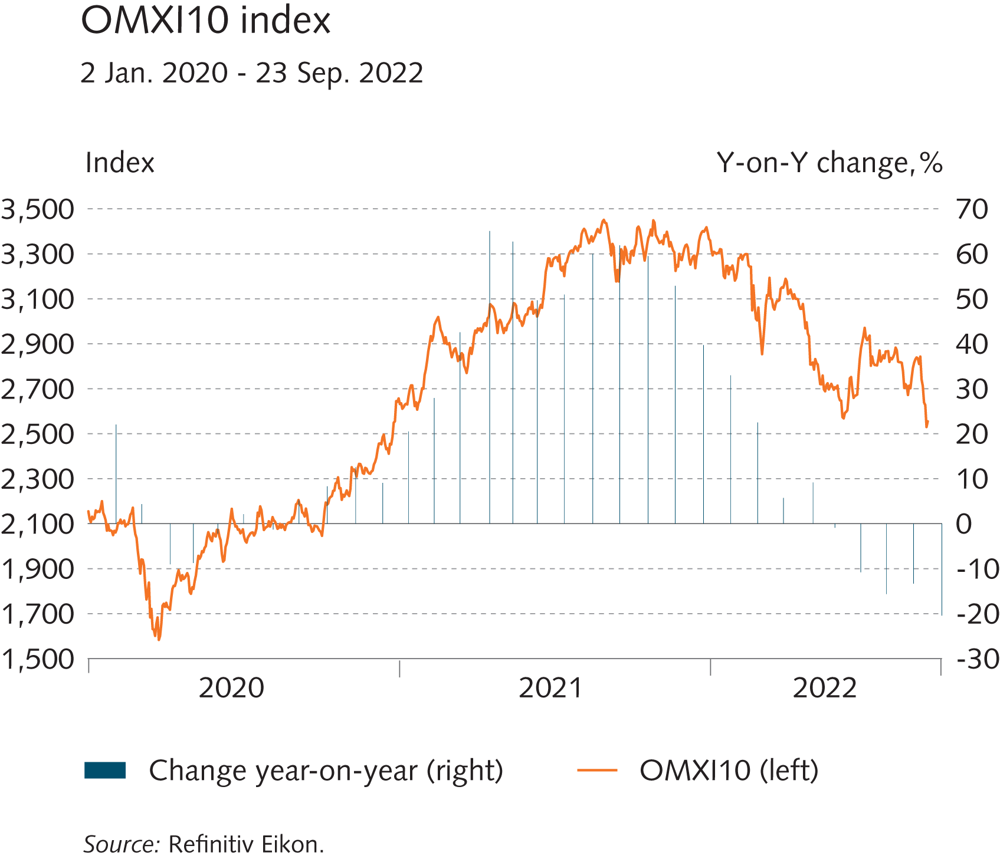 OMXI10 index
2 Jan. 2020 - 23 Sep. 2022
Index Y-on-Y change, %
3,500 70
3,300 60
3,100 50
2,900 40
2,700 30
2,500 20
2,300 10
2,100 0
1,900 -10
1,700 -20
1,500 -30
2020 2021 2022
Change year-on-year (right) OMXI10 (left)
Source: Refinitiv Eikon.